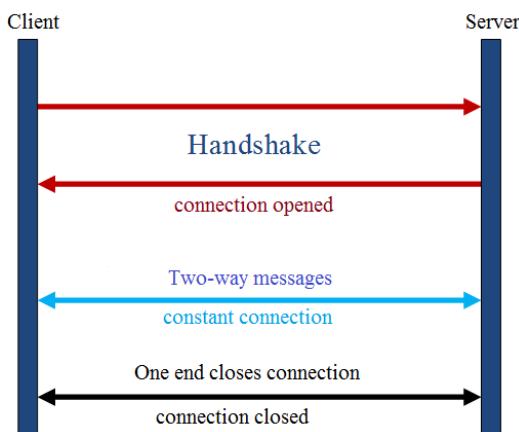 Client
Server
Handshake
connection opened
Two-way messages
constant connection
One end closes connection
connection closed